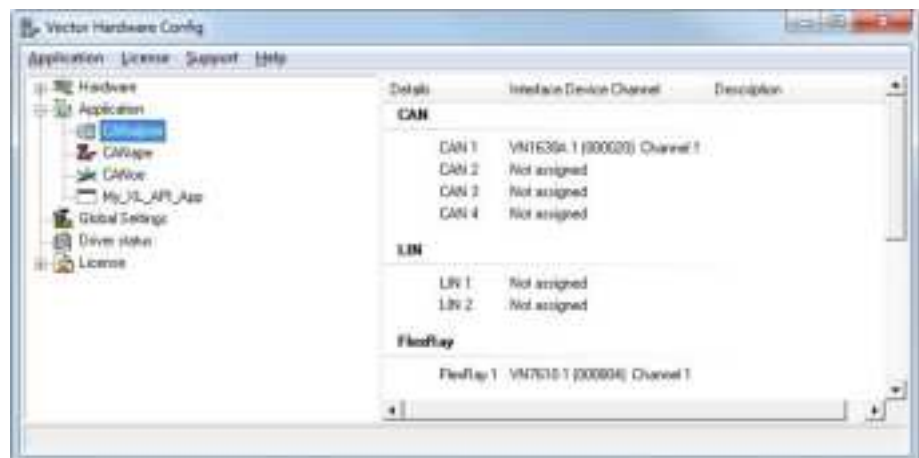 Vector Hardware Config
Application License Support Help
Hardware
Application
CANalyzer
CANape
CANoe
My_XL_API_App
Global Settings
Driver status
License
Details Interface Device Channel Description
CAN
CAN 1 VN1630A 1 (000020) Channel 1
CAN 2 Not assigned
CAN 3 Not assigned
CAN 4 Not assigned
LIN
LIN 1 Not assigned
LIN 2 Not assigned
FlexRay
FlexRay 1 VN7610 1 (000004) Channel 1